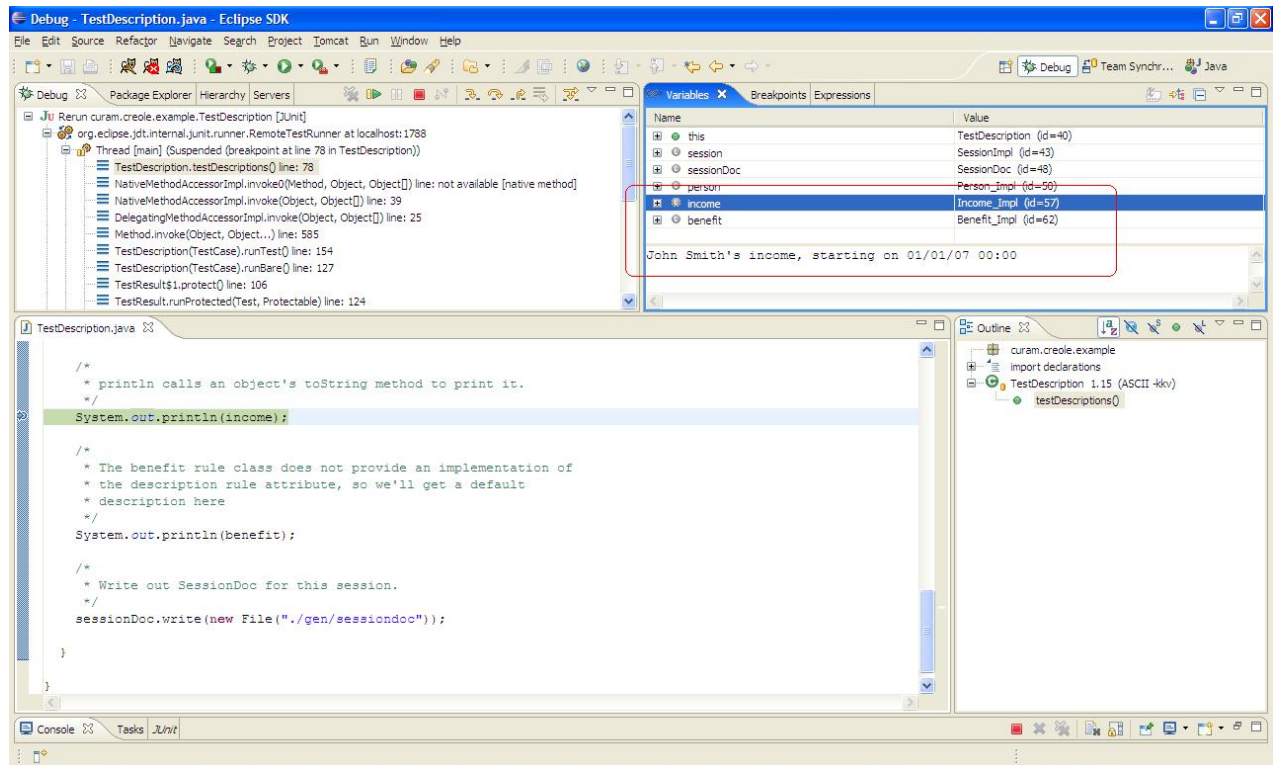 Debug - TestDescription.java - Eclipse SDK
File Edit Source Refactor Navigate Search Project Tomcat Run Window Help
Debug Team Synchr... Java
Debug Package Explorer Hierarchy Servers
Ju Rerun curam.creole.example.TestDescription [JUnit]
org.eclipse.jdt.internal.junit.runner.RemoteTestRunner at localhost:1788
Thread [main] (Suspended (breakpoint at line 78 in TestDescription))
TestDescription.testDescriptions() line: 78
NativeMethodAccessorImpl.invoke0(Method, Object, Object[]) line: not available [native method]
NativeMethodAccessorImpl.invoke(Object, Object[]) line: 39
DelegatingMethodAccessorImpl.invoke(Object, Object[]) line: 25
Method.invoke(Object, Object...) line: 585
TestDescription(TestCase).runTest() line: 154
TestDescription(TestCase).runBare() line: 127
TestResult$1.protect() line: 106
TestResult.runProtected(Test, Protectable) line: 124
Variables Breakpoints Expressions
Name Value
this TestDescription (id=40)
session SessionImpl (id=43)
sessionDoc SessionDoc (id=48)
person Person_Impl (id=50)
income Income_Impl (id=57)
benefit Benefit_Impl (id=62)
John Smith's income, starting on 01/01/07 00:00
TestDescription.java
/*
* println calls an object's toString method to print it.
*/
System.out.println(income);
/*
* The benefit rule class does not provide an implementation of
* the description rule attribute, so we'll get a default
* description here
*/
System.out.println(benefit);
/*
* Write out SessionDoc for this session.
*/
sessionDoc.write(new File("./gen/sessiondoc"));
}
}
Outline
curam.creole.example
import declarations
TestDescription 1.15 (ASCII -kkv)
testDescriptions()
Console Tasks JUnit